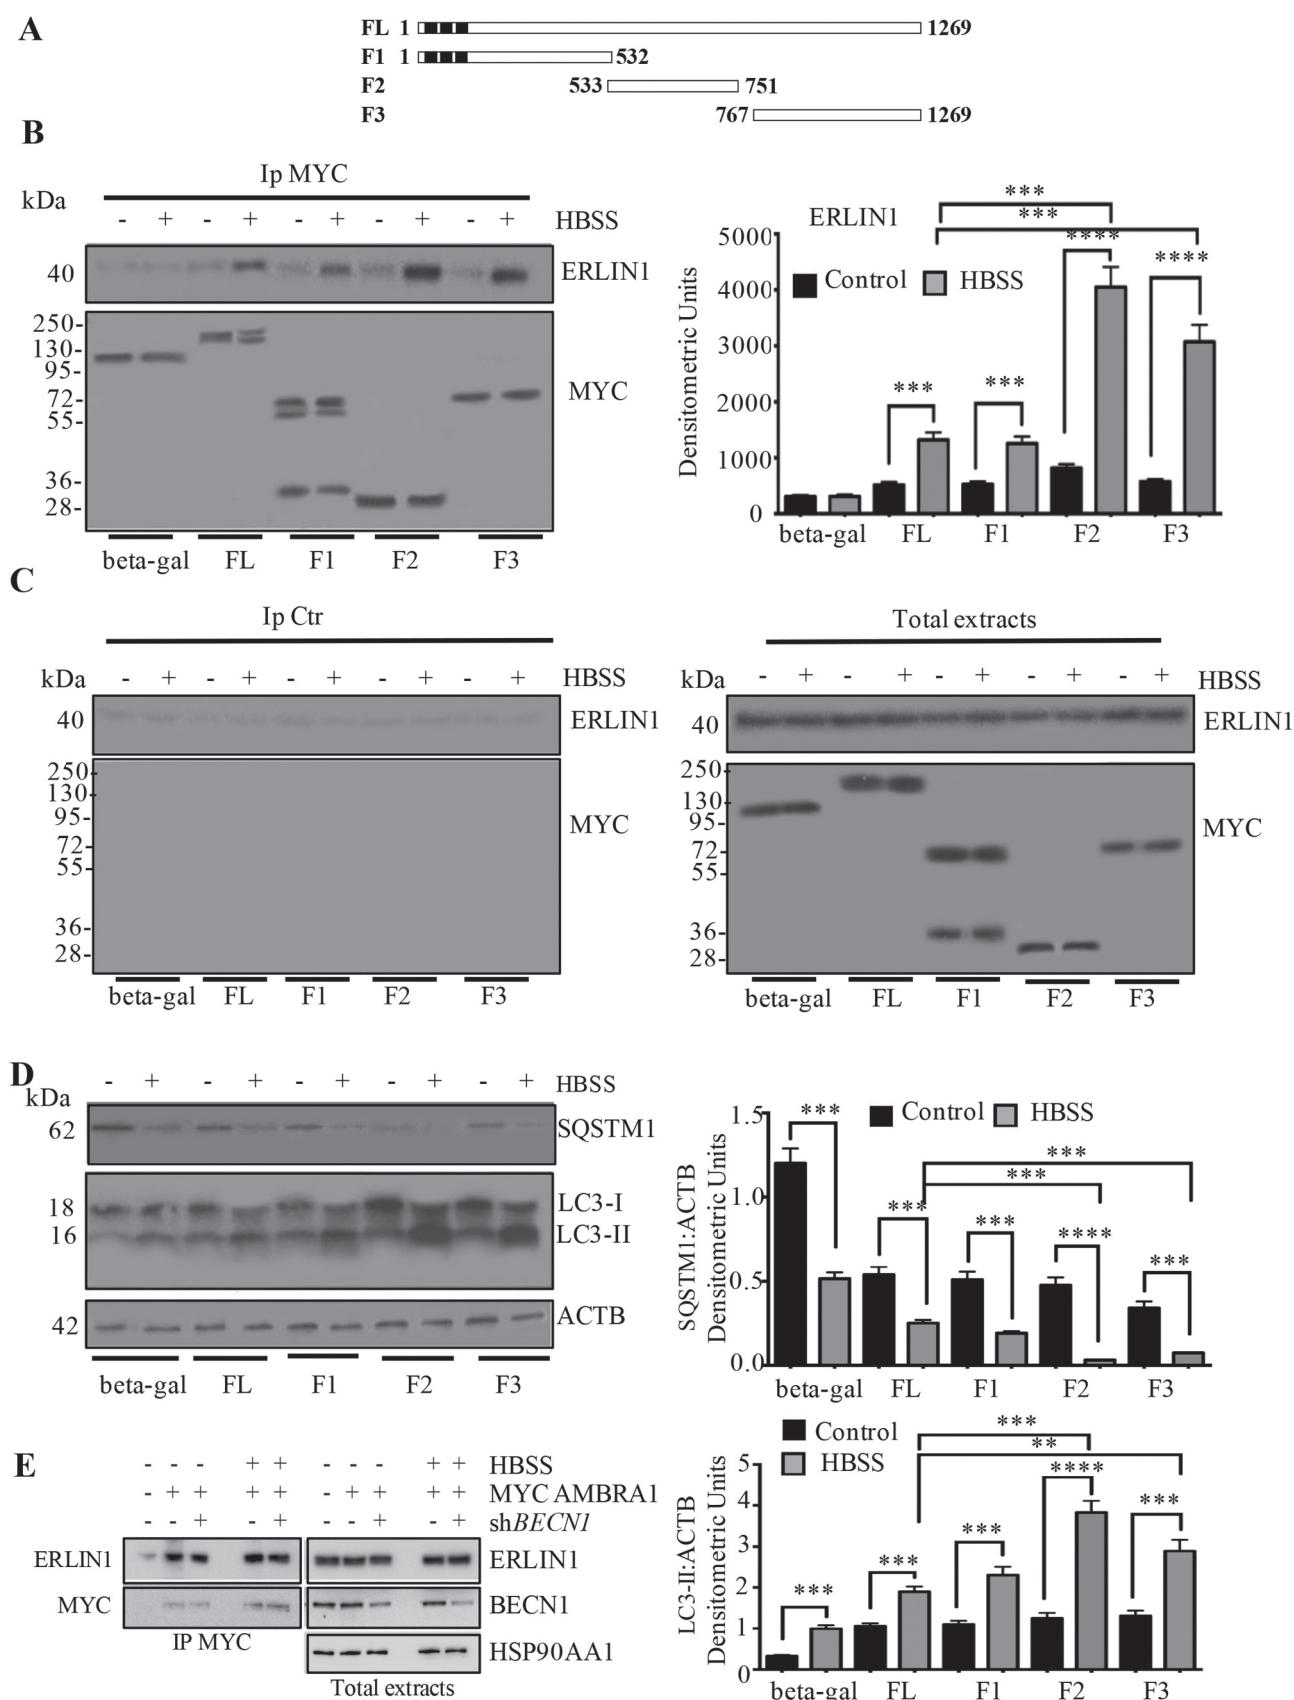 A
FL 1 1269
F1 1 532
F2 533 751
F3 767 1269
B
Ip MYC
kDa
- + - + - + - + - + HBSS
40 ERLIN1
250-
130-
95-
72-
55-
36-
28-
MYC
beta-gal FL F1 F2 F3
ERLIN1
Control HBSS
Densitometric Units
5000
4000
3000
2000
1000
0
*** *** **** **** *** ***
beta-gal FL F1 F2 F3
C
Ip Ctr
kDa - + - + - + - + - + HBSS
40 ERLIN1
250-
130-
95-
72-
55-
36-
28-
MYC
beta-gal FL F1 F2 F3
Total extracts
kDa - + - + - + - + - + HBSS
40 ERLIN1
250-
130-
95-
72-
55-
36-
28-
MYC
beta-gal FL F1 F2 F3
D
kDa
- + - + - + - + - + HBSS
62 SQSTM1
18 LC3-I
16 LC3-II
42 ACTB
beta-gal FL F1 F2 F3
Control HBSS
SQSTM1:ACTB
Densitometric Units
1.5
1.0
0.5
0.0
*** *** *** *** *** **** ***
beta-gal FL F1 F2 F3
Control
HBSS
LC3-II:ACTB
Densitometric Units
5
4
3
2
1
0
*** ** **** *** *** *** ***
beta-gal FL F1 F2 F3
E
- - - + + - - - + + HBSS
- + + + + - + + + + MYC AMBRA1
- - + - + - - + - + shBECN1
ERLIN1 ERLIN1
MYC BECN1
IP MYC HSP90AA1
Total extracts